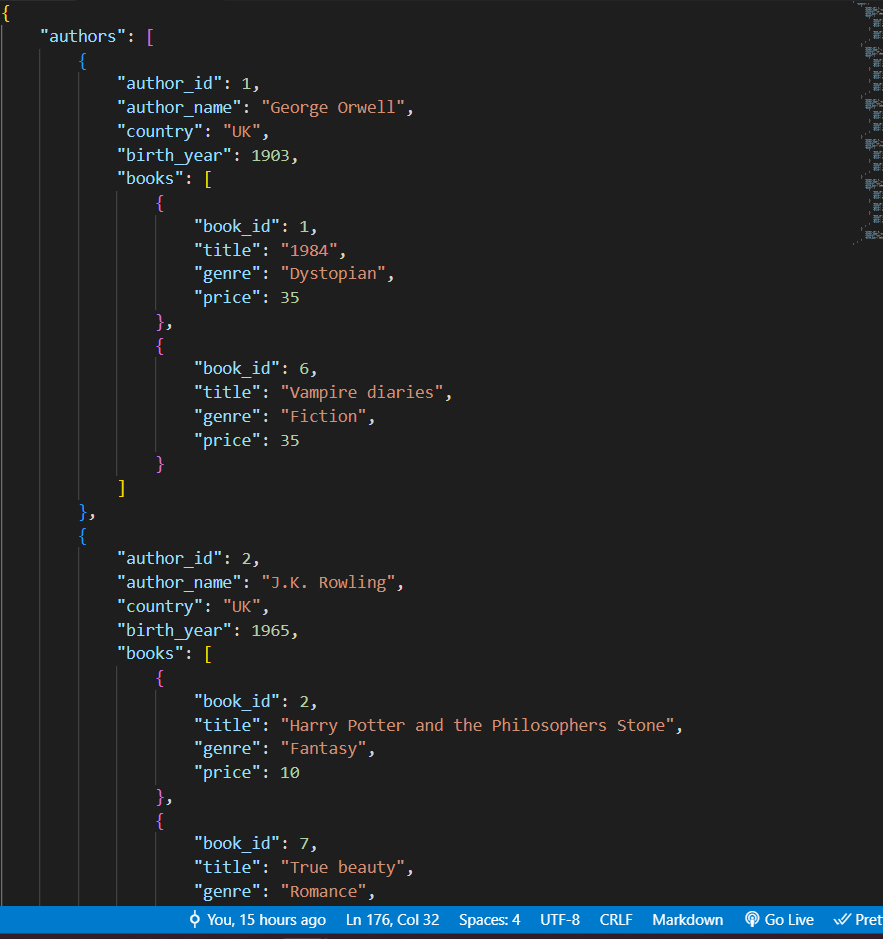 {
"authors": [
{
"author_id": 1,
"author_name": "George Orwell",
"country": "UK",
"birth_year": 1903,
"books": [
{
"book_id": 1,
"title": "1984",
"genre": "Dystopian",
"price": 35
},
{
"book_id": 6,
"title": "Vampire diaries",
"genre": "Fiction",
"price": 35
}
]
},
{
"author_id": 2,
"author_name": "J.K. Rowling",
"country": "UK",
"birth_year": 1965,
"books": [
{
"book_id": 2,
"title": "Harry Potter and the Philosophers Stone",
"genre": "Fantasy",
"price": 10
},
{
"book_id": 7,
"title": "True beauty",
"genre": "Romance",
You, 15 hours ago Ln 176, Col 32 Spaces: 4 UTF-8 CRLF Markdown Go Live Pret